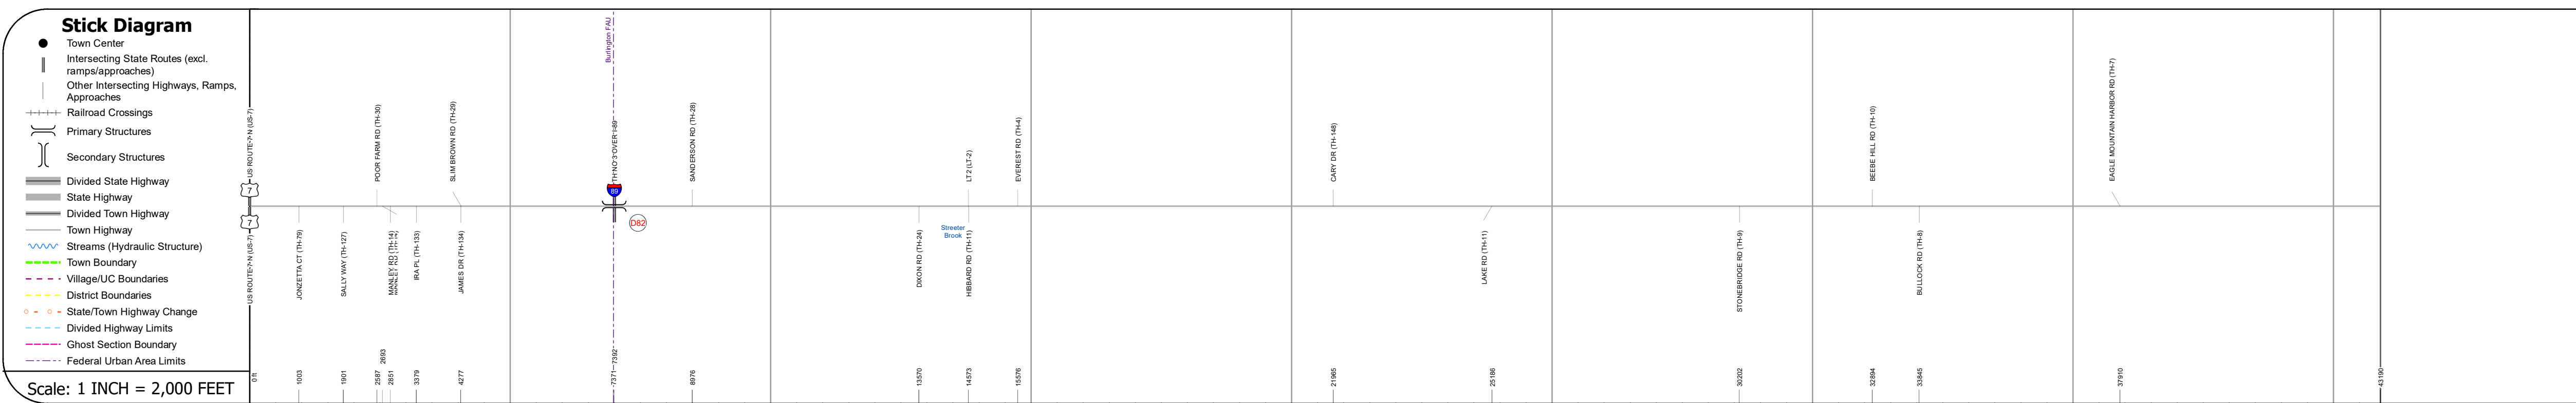 Stick Diagram
Town Center
Intersecting State Routes (excl.
ramps/approaches)
Other Intersecting Highways, Ramps,
Approaches
Railroad Crossings
Primary Structures
Secondary Structures
Divided State Highway
State Highway
Divided Town Highway
Town Highway
Streams (Hydraulic Structure)
Town Boundary
Village/UC Boundaries
District Boundaries
State/Town Highway Change
Divided Highway Limits
Ghost Section Boundary
Federal Urban Area Limits
Scale: 1 INCH = 2,000 FEET
US ROUTE 7 N (US-7)
7
7
US ROUTE 7 N (US-7)
0 ft
JONZETTA CT (TH-79)
1003
SALLY WAY (TH-127)
1901
POOR FARM RD (TH-30)
2587
2693
MANLEY RD (TH-14)
2851
IRA PL (TH-133)
3379
SLIM BROWN RD (TH-29)
JAMES DR (TH-134)
4277
Burlington FAU
TH NO 3 OVER I-89
89
D82
7371
7392
SANDERSON RD (TH-28)
8976
DIXON RD (TH-24)
13570
Streeter
Brook
LT 2 (LT-2)
HIBBARD RD (TH-11)
14573
EVEREST RD (TH-4)
15576
CARY DR (TH-148)
21965
LAKE RD (TH-11)
25186
STONEBRIDGE RD (TH-9)
30202
BEEBE HILL RD (TH-10)
32894
BULLOCK RD (TH-8)
33845
EAGLE MOUNTAIN HARBOR RD (TH-7)
37910
43190